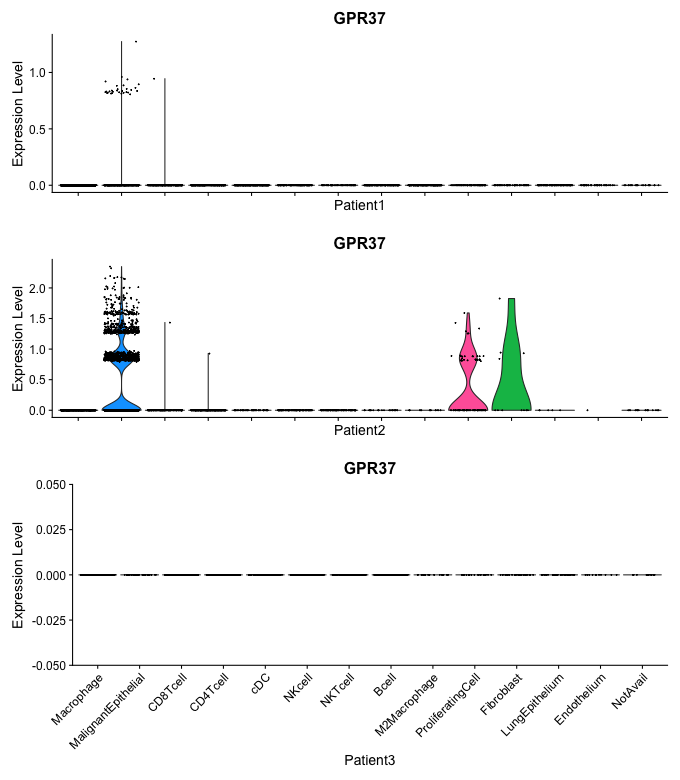 GPR37
Expression Level
1.0
0.5
0.0
Patient1
GPR37
Expression Level
2.0
1.5
1.0
0.5
0.0
Patient2
GPR37
Expression Level
0.050
0.025
0.000
-0.025
-0.050
Macrophage
MalignantEpithelial
CD8Tcell
CD4Tcell
cDC
NKcell
NKTcell
Bcell
M2Macrophage
ProliferatingCell
Fibroblast
LungEpithelium
Endothelium
NotAvail
Patient3